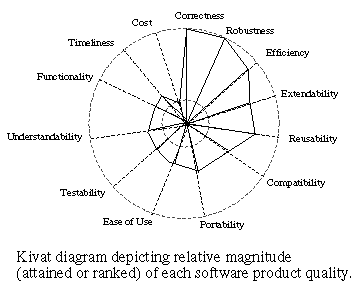 Correctness
Cost
Robustness
Timeliness
Efficiency
Functionality
Extendability
Understandability
Reusability
Testability
Compatibility
Ease of Use
Portability
Kivat diagram depicting relative magnitude
(attained or ranked) of each software product quality.